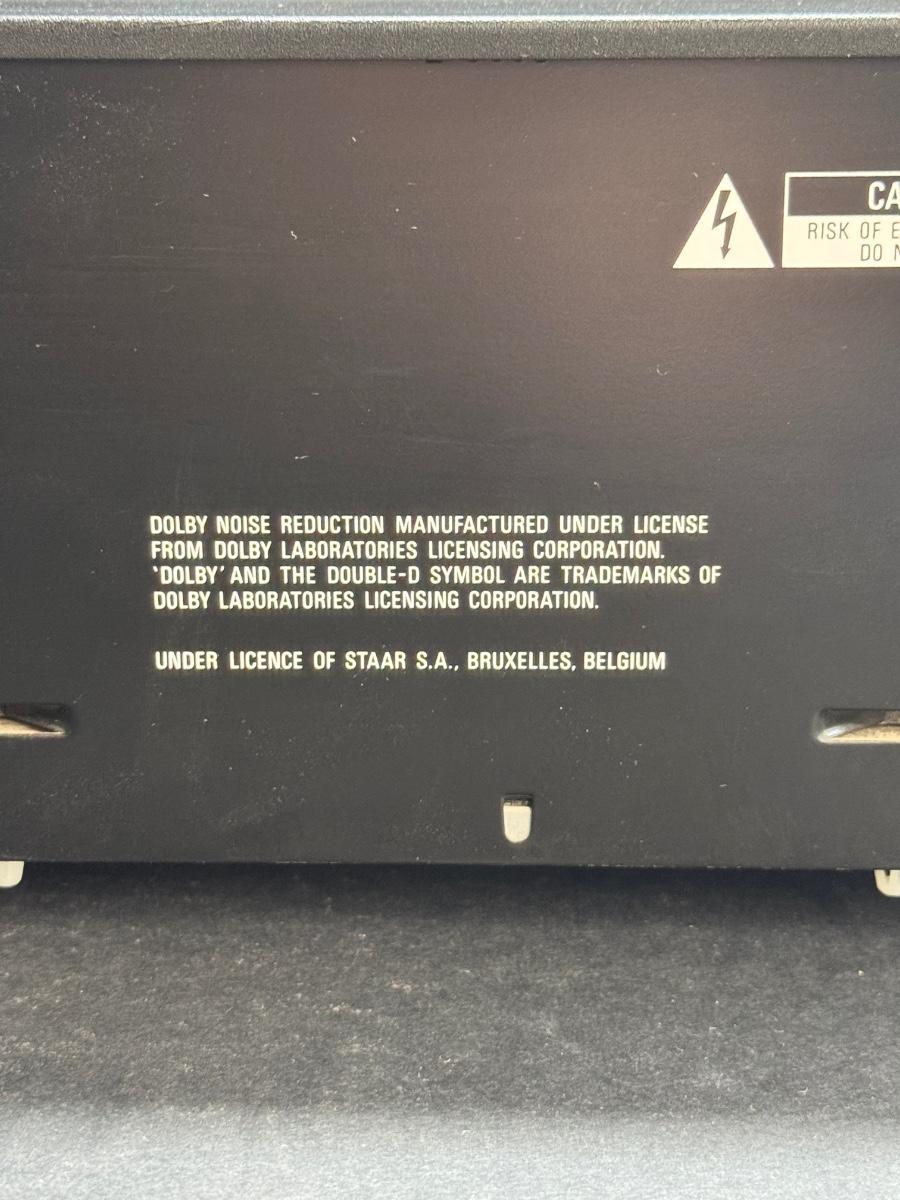 CA
RISK OF E
DO N
DOLBY NOISE REDUCTION MANUFACTURED UNDER LICENSE
FROM DOLBY LABORATORIES LICENSING CORPORATION.
'DOLBY' AND THE DOUBLE-D SYMBOL ARE TRADEMARKS OF
DOLBY LABORATORIES LICENSING CORPORATION.
UNDER LICENCE OF STAAR S.A., BRUXELLES, BELGIUM